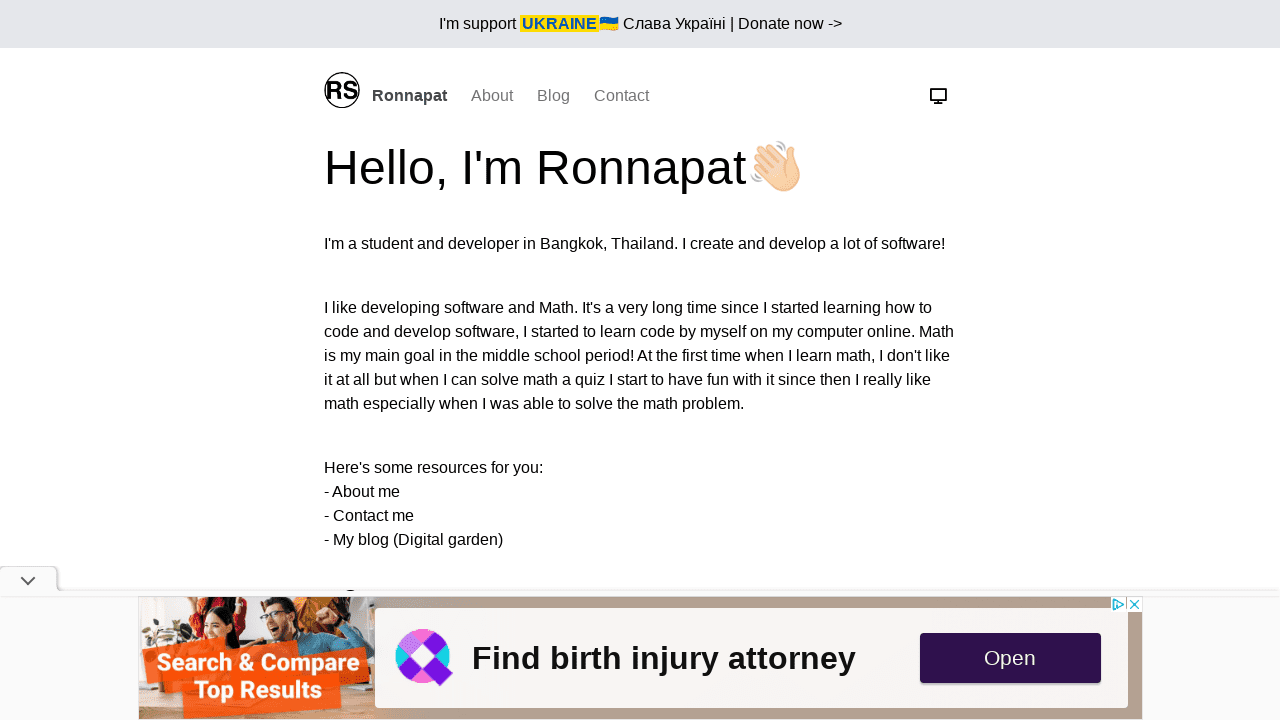 I'm support UKRAINE🇺🇦 Слава Україні | Donate now ->
RS Ronnapat About Blog Contact
Hello, I'm Ronnapat👋🏻
I'm a student and developer in Bangkok, Thailand. I create and develop a lot of software!
I like developing software and Math. It's a very long time since I started learning how to
code and develop software, I started to learn code by myself on my computer online. Math
is my main goal in the middle school period! At the first time when I learn math, I don't like
it at all but when I can solve math a quiz I start to have fun with it since then I really like
math especially when I was able to solve the math problem.
Here's some resources for you:
- About me
- Contact me
- My blog (Digital garden)
Search & Compare
Top Results
Find birth injury attorney
Open